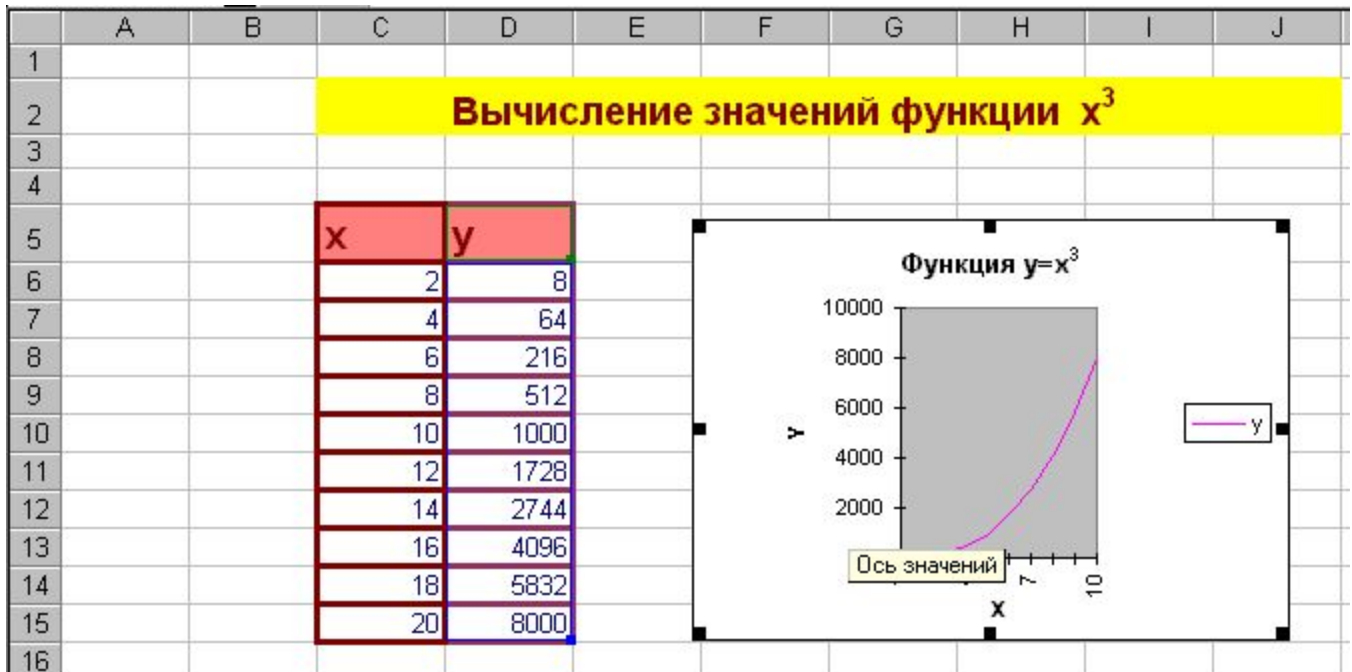 A B C D E F G H I J
1
2 Вычисление значений функции x³
3
4
5 x y
6 2 8
7 4 64
8 6 216
9 8 512
10 10 1000
11 12 1728
12 14 2744
13 16 4096
14 18 5832
15 20 8000
16
Функция y=x³
10000
8000
6000
4000
2000
Y
y
Ось значений
7
10
X